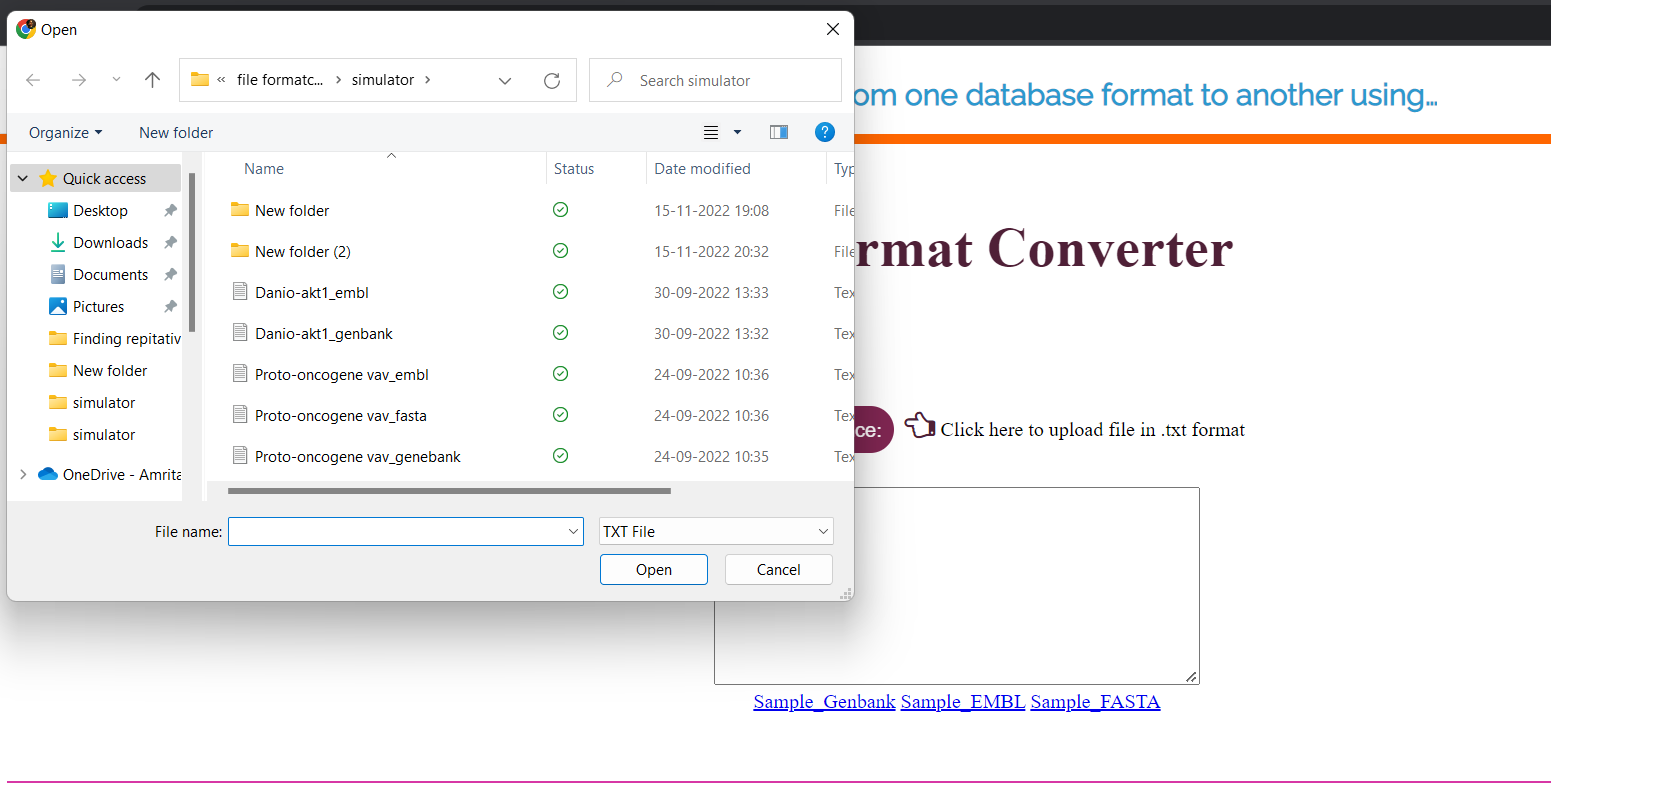 Open
« file formatc... > simulator >
Search simulator
om one database format to another using...
Organize
New folder
Name
Status
Date modified
Typ
Quick access
Desktop
Downloads
Documents
Pictures
Finding repitativ
New folder
simulator
simulator
OneDrive - Amrita
New folder 15-11-2022 19:08 File
New folder (2) 15-11-2022 20:32 File
Danio-akt1_embl 30-09-2022 13:33 Tex
Danio-akt1_genbank 30-09-2022 13:32 Tex
Proto-oncogene vav_embl 24-09-2022 10:36 Tex
Proto-oncogene vav_fasta 24-09-2022 10:36 Tex
Proto-oncogene vav_genebank 24-09-2022 10:35 Tex
File name:
TXT File
Open
Cancel
rmat Converter
ce:
Click here to upload file in .txt format
Sample_Genbank Sample_EMBL Sample_FASTA